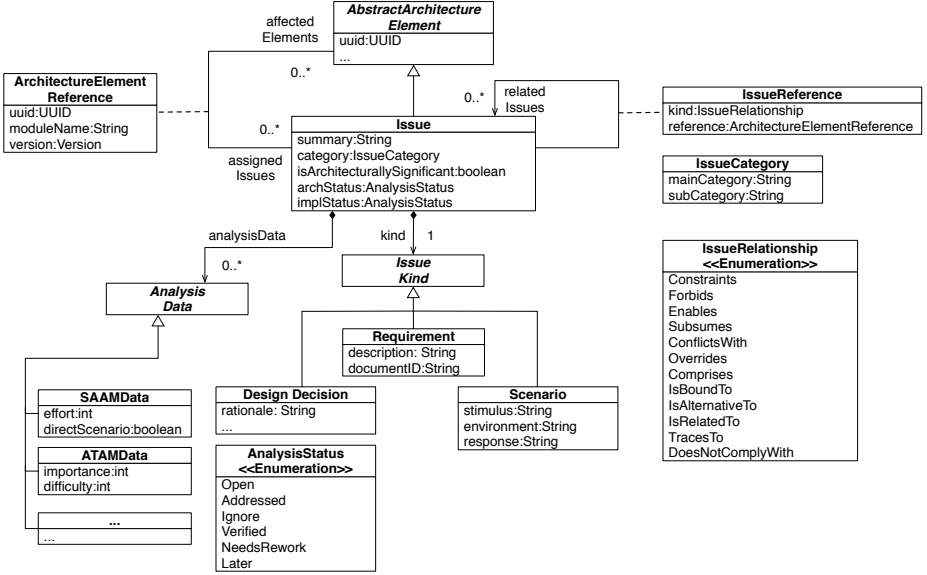 AbstractArchitecture
Element
uuid:UUID
...
affected
Elements
0..*
ArchitectureElement
Reference
uuid:UUID
moduleName:String
version:Version
0..*
assigned
Issues
0..*
related
Issues
IssueReference
kind:IssueRelationship
reference:ArchitectureElementReference
Issue
summary:String
category:IssueCategory
isArchitecturallySignificant:boolean
archStatus:AnalysisStatus
implStatus:AnalysisStatus
IssueCategory
mainCategory:String
subCategory:String
analysisData
0..*
kind
1
Issue
Kind
Analysis
Data
IssueRelationship
<<Enumeration>>
Constraints
Forbids
Enables
Subsumes
ConflictsWith
Overrides
Comprises
IsBoundTo
IsAlternativeTo
IsRelatedTo
TracesTo
DoesNotComplyWith
Requirement
description: String
documentID:String
SAAMData
effort:int
directScenario:boolean
Design Decision
rationale: String
...
Scenario
stimulus:String
environment:String
response:String
ATAMData
importance:int
difficulty:int
...
...
AnalysisStatus
<<Enumeration>>
Open
Addressed
Ignore
Verified
NeedsRework
Later